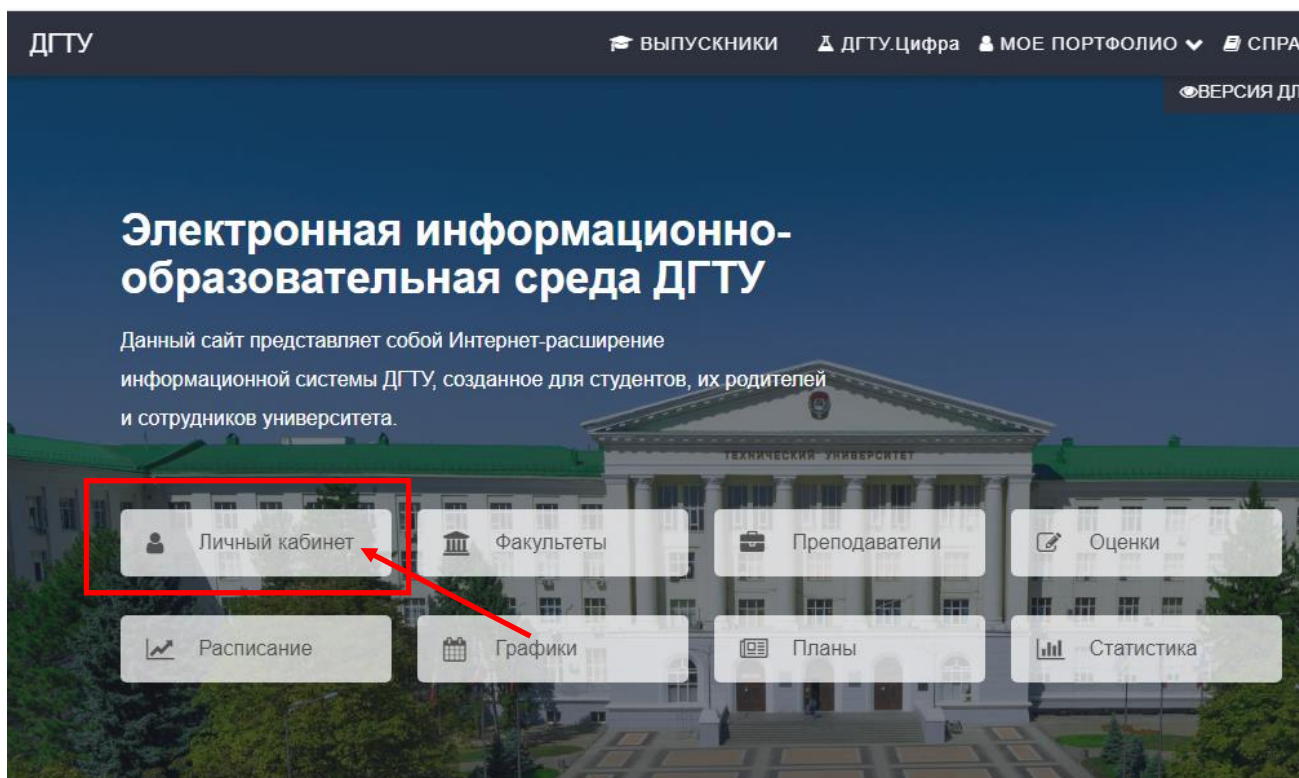 ДГТУ
ВЫПУСКНИКИ ДГТУ.Цифра МОЕ ПОРТФОЛИО СПРА
ВЕРСИЯ ДЛ
Электронная информационно-
образовательная среда ДГТУ
Данный сайт представляет собой Интернет-расширение
информационной системы ДГТУ, созданное для студентов, их родителей
и сотрудников университета.
ТЕХНИЧЕСКИЙ УНИВЕРСИТЕТ
Личный кабинет
Факультеты
Преподаватели
Оценки
Расписание
Графики
Планы
Статистика